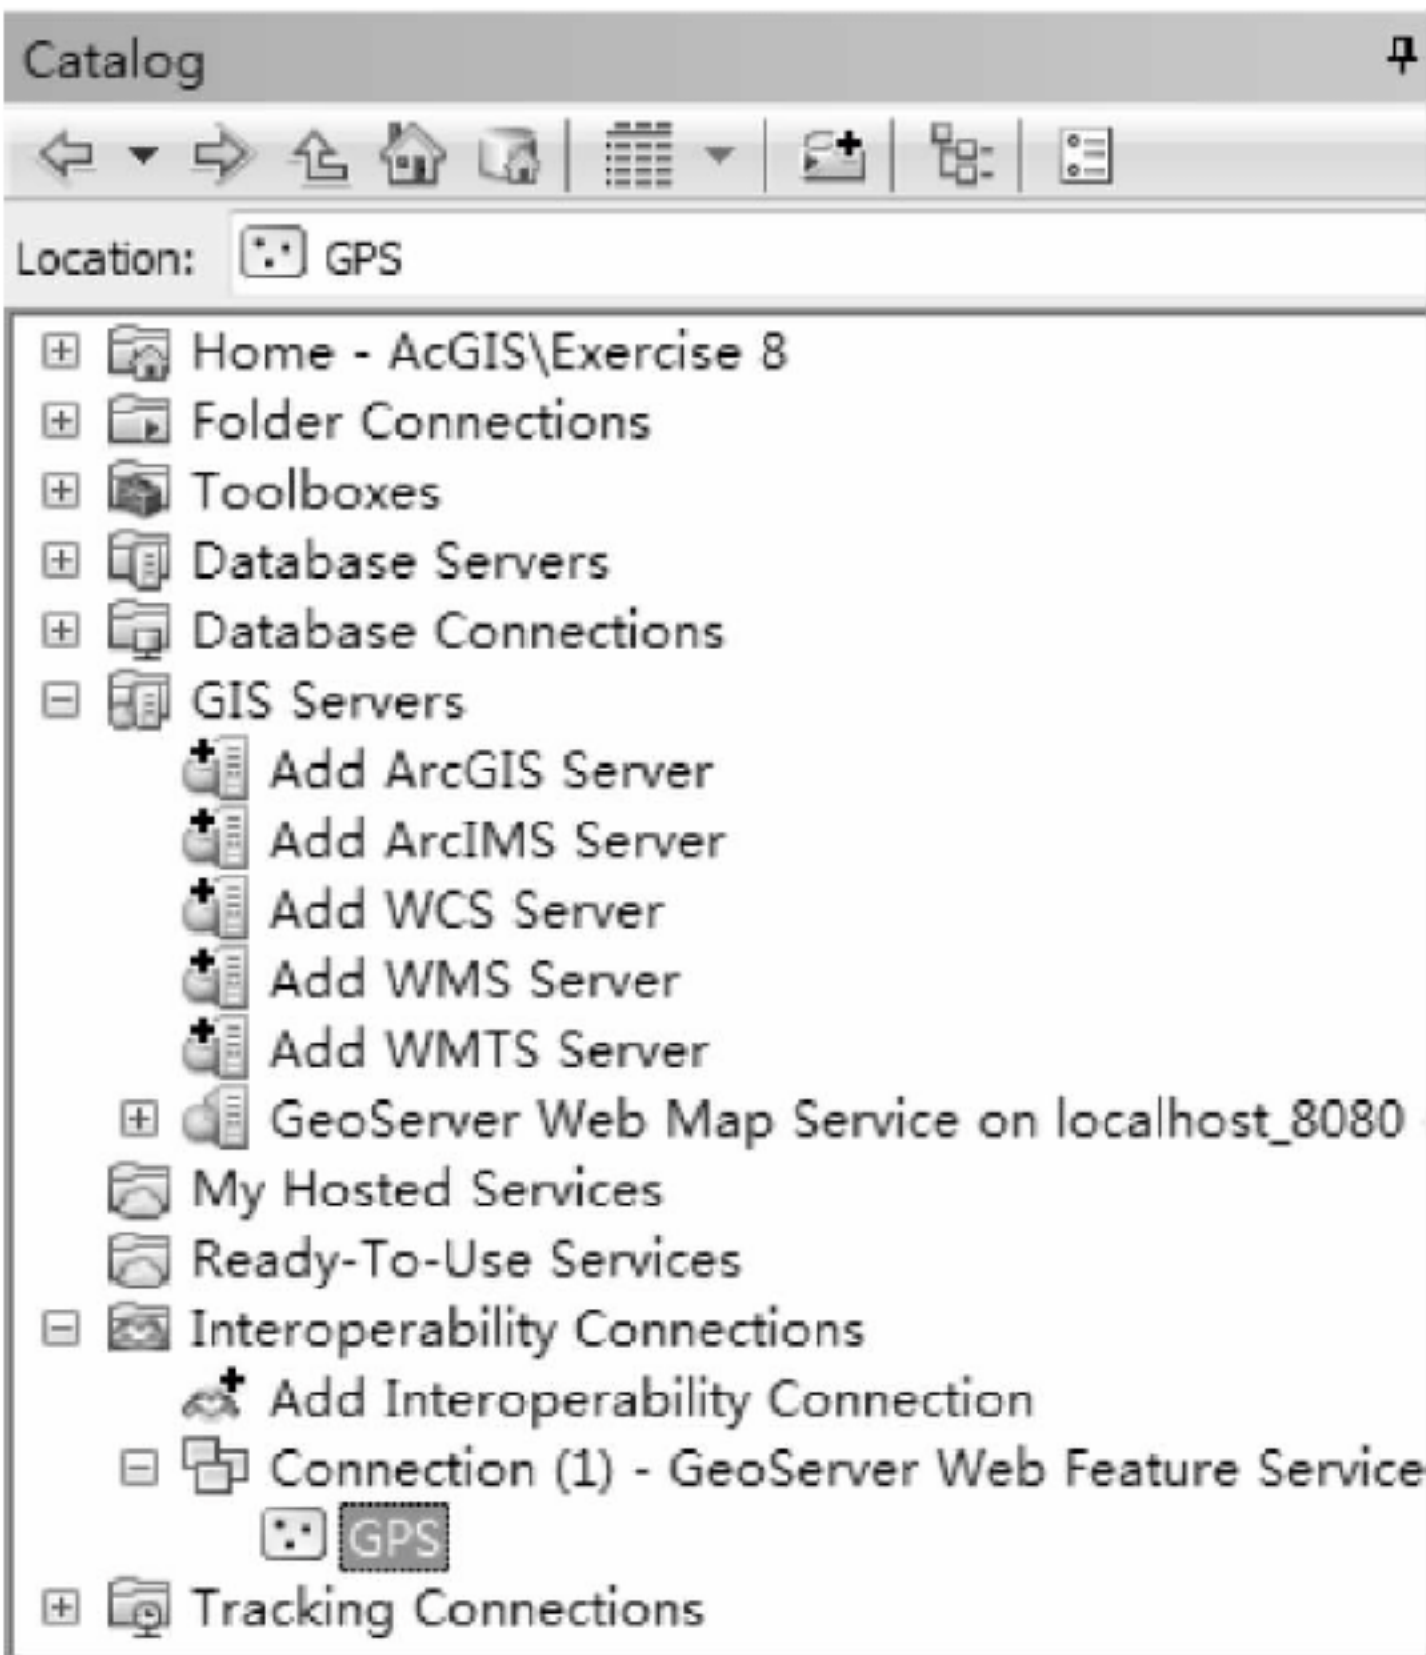 Catalog
Location: GPS
Home - AcGIS\Exercise 8
Folder Connections
Toolboxes
Database Servers
Database Connections
GIS Servers
Add ArcGIS Server
Add ArcIMS Server
Add WCS Server
Add WMS Server
Add WMTS Server
GeoServer Web Map Service on localhost_8080
My Hosted Services
Ready-To-Use Services
Interoperability Connections
Add Interoperability Connection
Connection (1) - GeoServer Web Feature Service
GPS
Tracking Connections